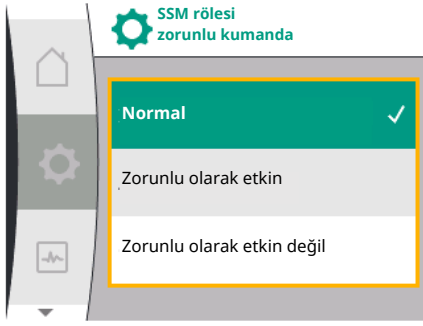 SSM rölesi
zorunlu kumanda
Normal
Zorunlu olarak etkin
Zorunlu olarak etkin değil